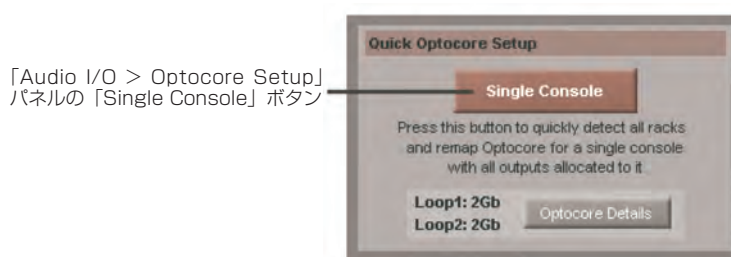 「Audio I/O > Optocore Setup」
パネルの「Single Console」ボタン
Quick Optocore Setup
Single Console
Press this button to quickly detect all racks
and remap Optocore for a single console
with all outputs allocated to it
Loop1: 2Gb
Loop2: 2Gb
Optocore Details